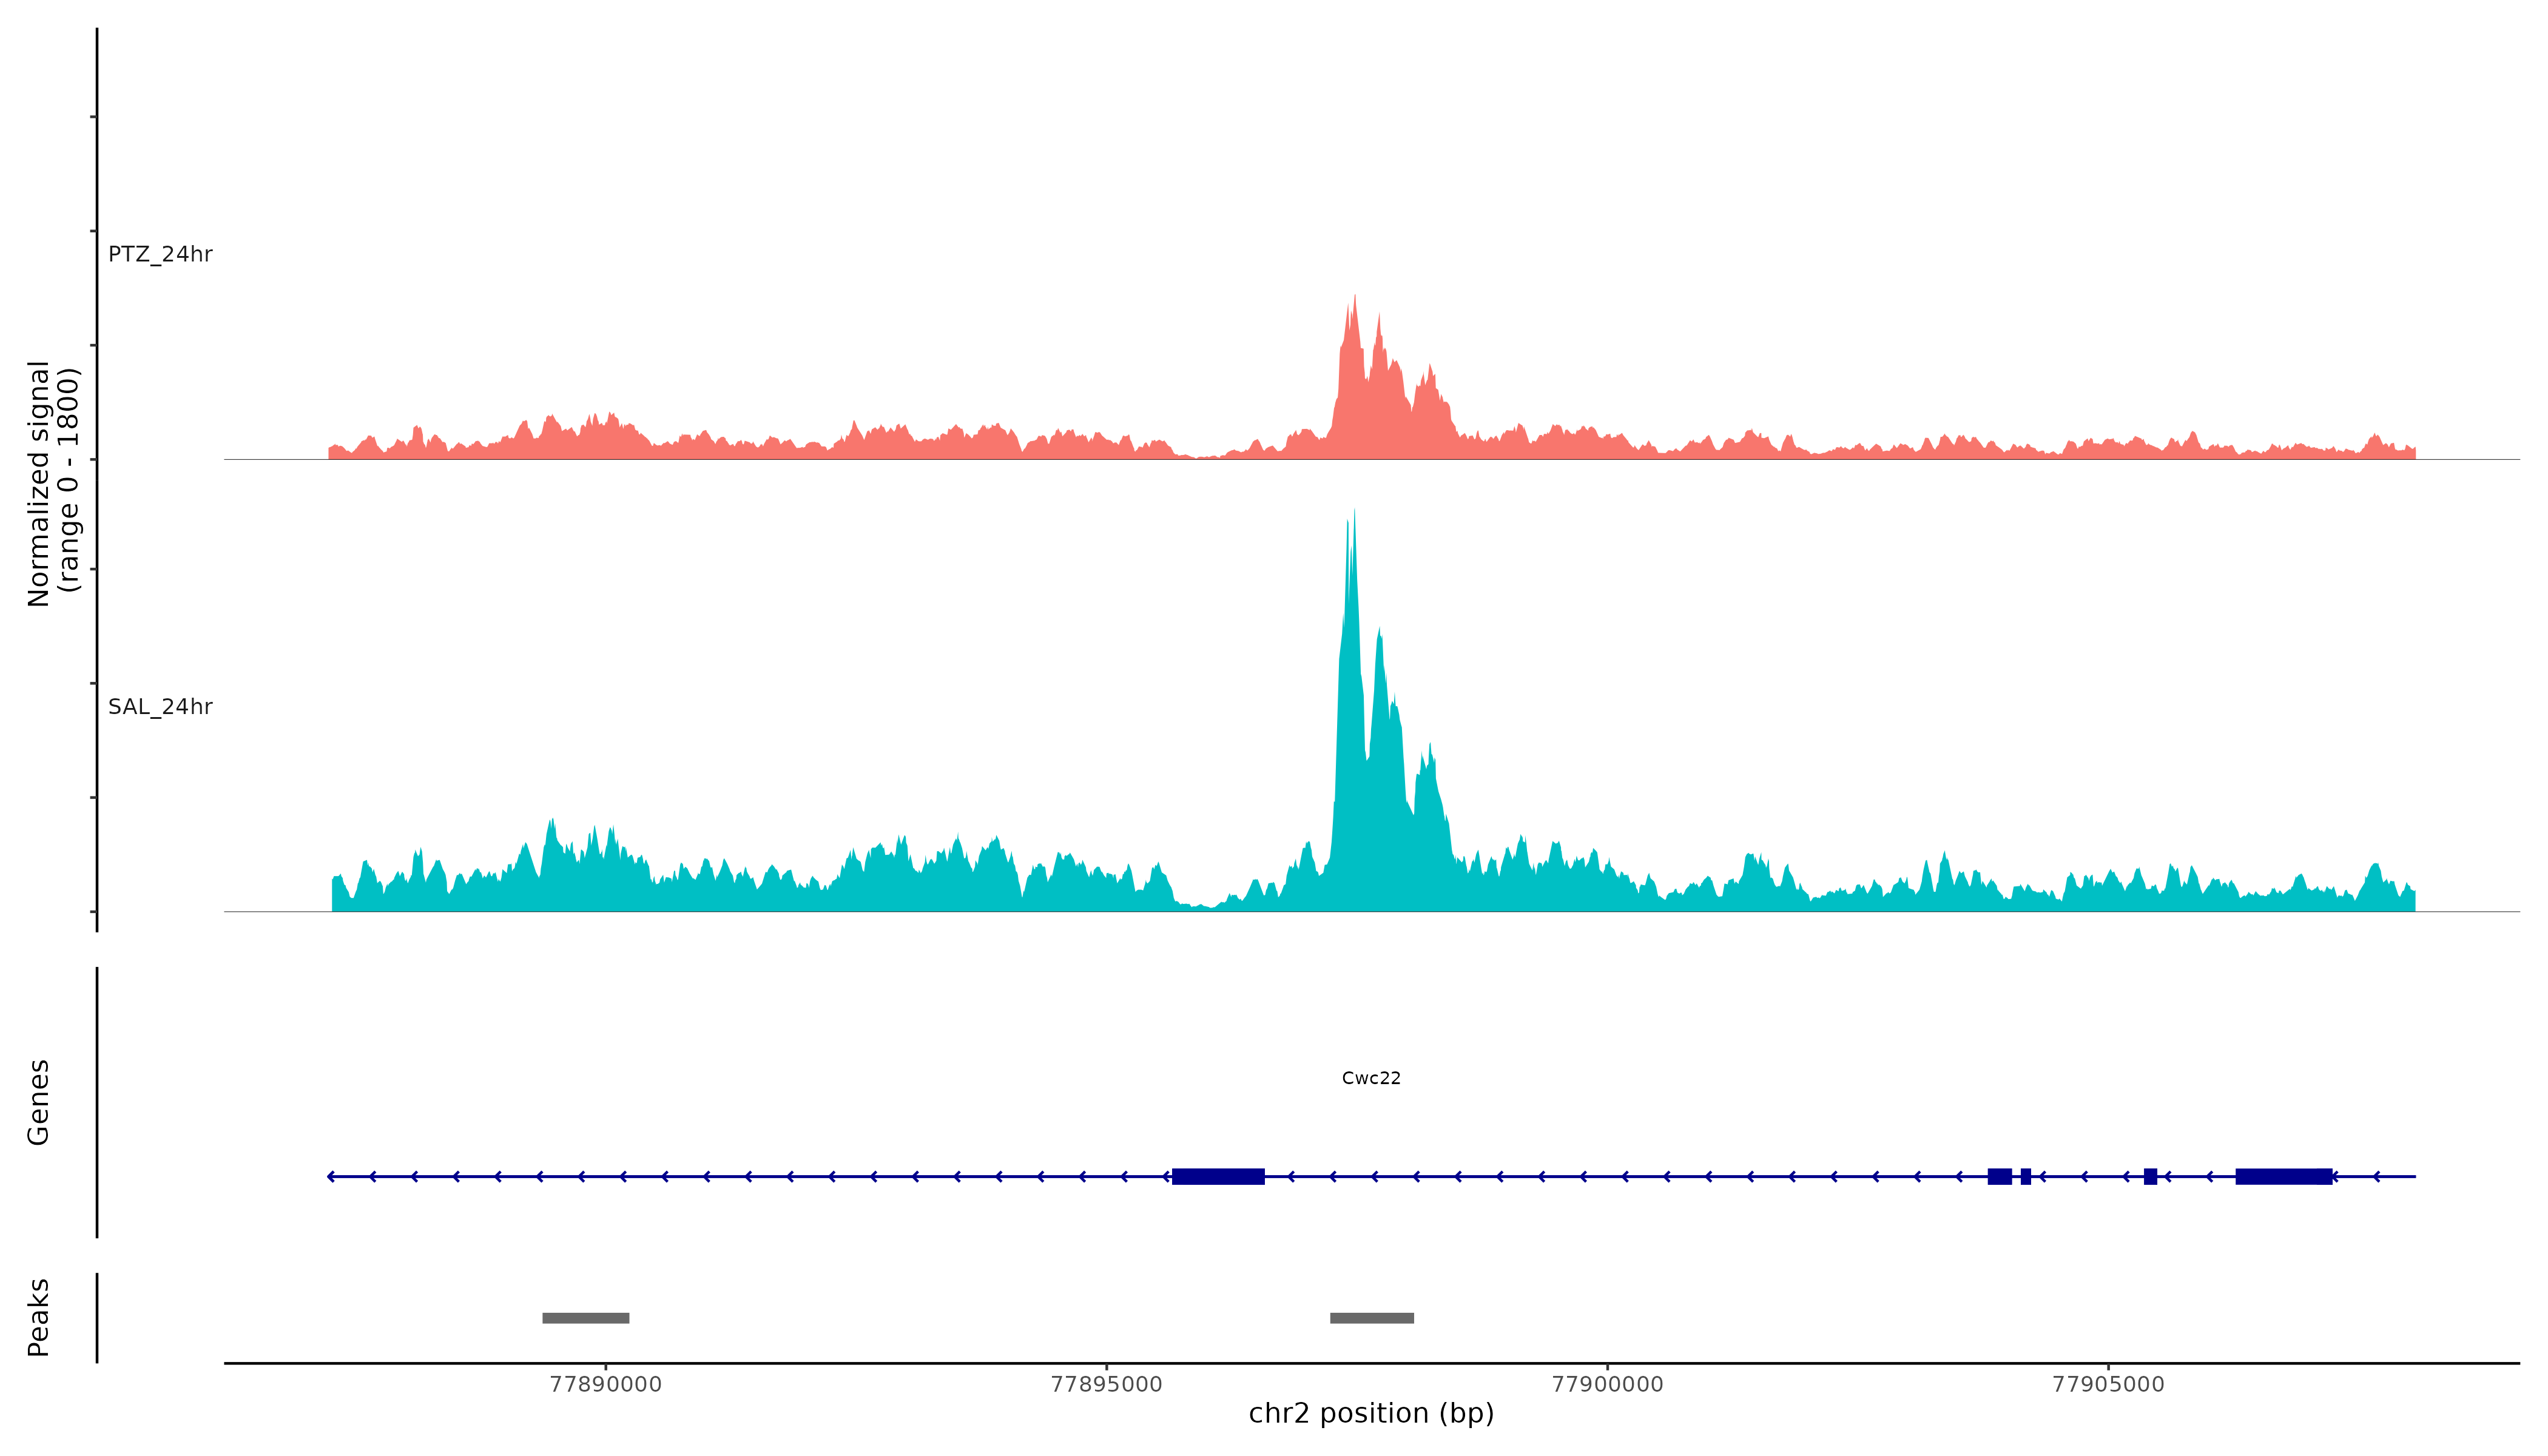 Normalized signal
(range 0 - 1800)
PTZ_24hr
SAL_24hr
Genes
Cwc22
Peaks
77890000
77895000
77900000
77905000
chr2 position (bp)